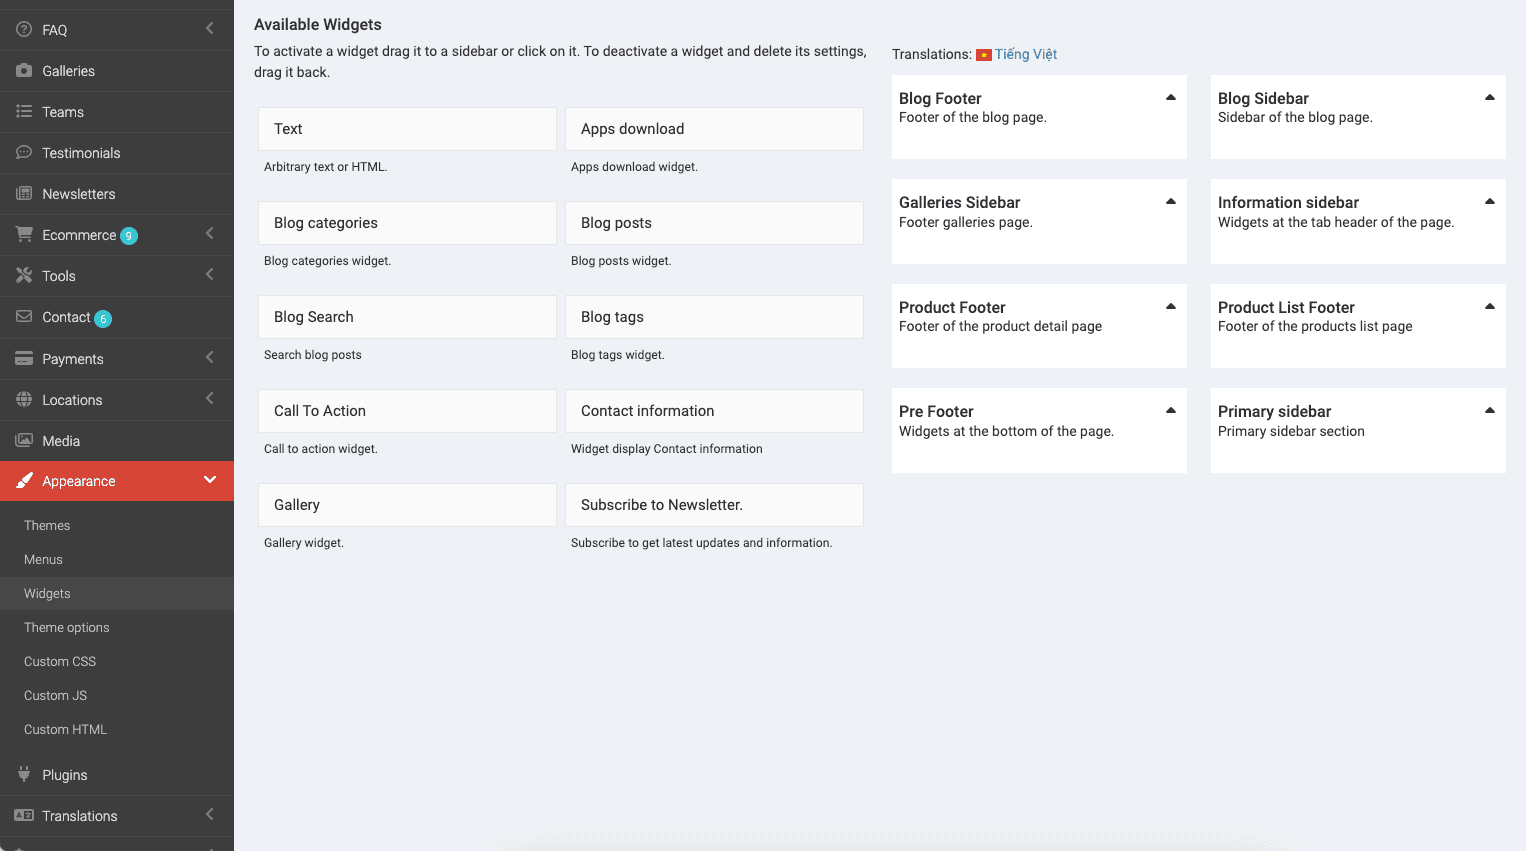 FAQ
Galleries
Teams
Testimonials
Newsletters
Ecommerce 9
Tools
Contact 6
Payments
Locations
Media
Appearance
Themes
Menus
Widgets
Theme options
Custom CSS
Custom JS
Custom HTML
Plugins
Translations
Available Widgets
To activate a widget drag it to a sidebar or click on it. To deactivate a widget and delete its settings,
drag it back.
Text
Arbitrary text or HTML.
Apps download
Apps download widget.
Blog categories
Blog categories widget.
Blog posts
Blog posts widget.
Blog Search
Search blog posts
Blog tags
Blog tags widget.
Call To Action
Call to action widget.
Contact information
Widget display Contact information
Gallery
Gallery widget.
Subscribe to Newsletter.
Subscribe to get latest updates and information.
Translations: Tiếng Việt
Blog Footer
Footer of the blog page.
Blog Sidebar
Sidebar of the blog page.
Galleries Sidebar
Footer galleries page.
Information sidebar
Widgets at the tab header of the page.
Product Footer
Footer of the product detail page
Product List Footer
Footer of the products list page
Pre Footer
Widgets at the bottom of the page.
Primary sidebar
Primary sidebar section